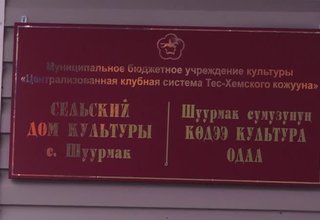 Муниципальное бюджетное учреждение культуры
«Централизованная клубная система Тес-Хемского кожууна»
СЕЛЬСКИЙ
ДОМ КУЛЬТУРЫ
с. Шуурмак
Шуурмак сумузунуң
КӨДЭЭ КУЛЬТУРА
ОДАА